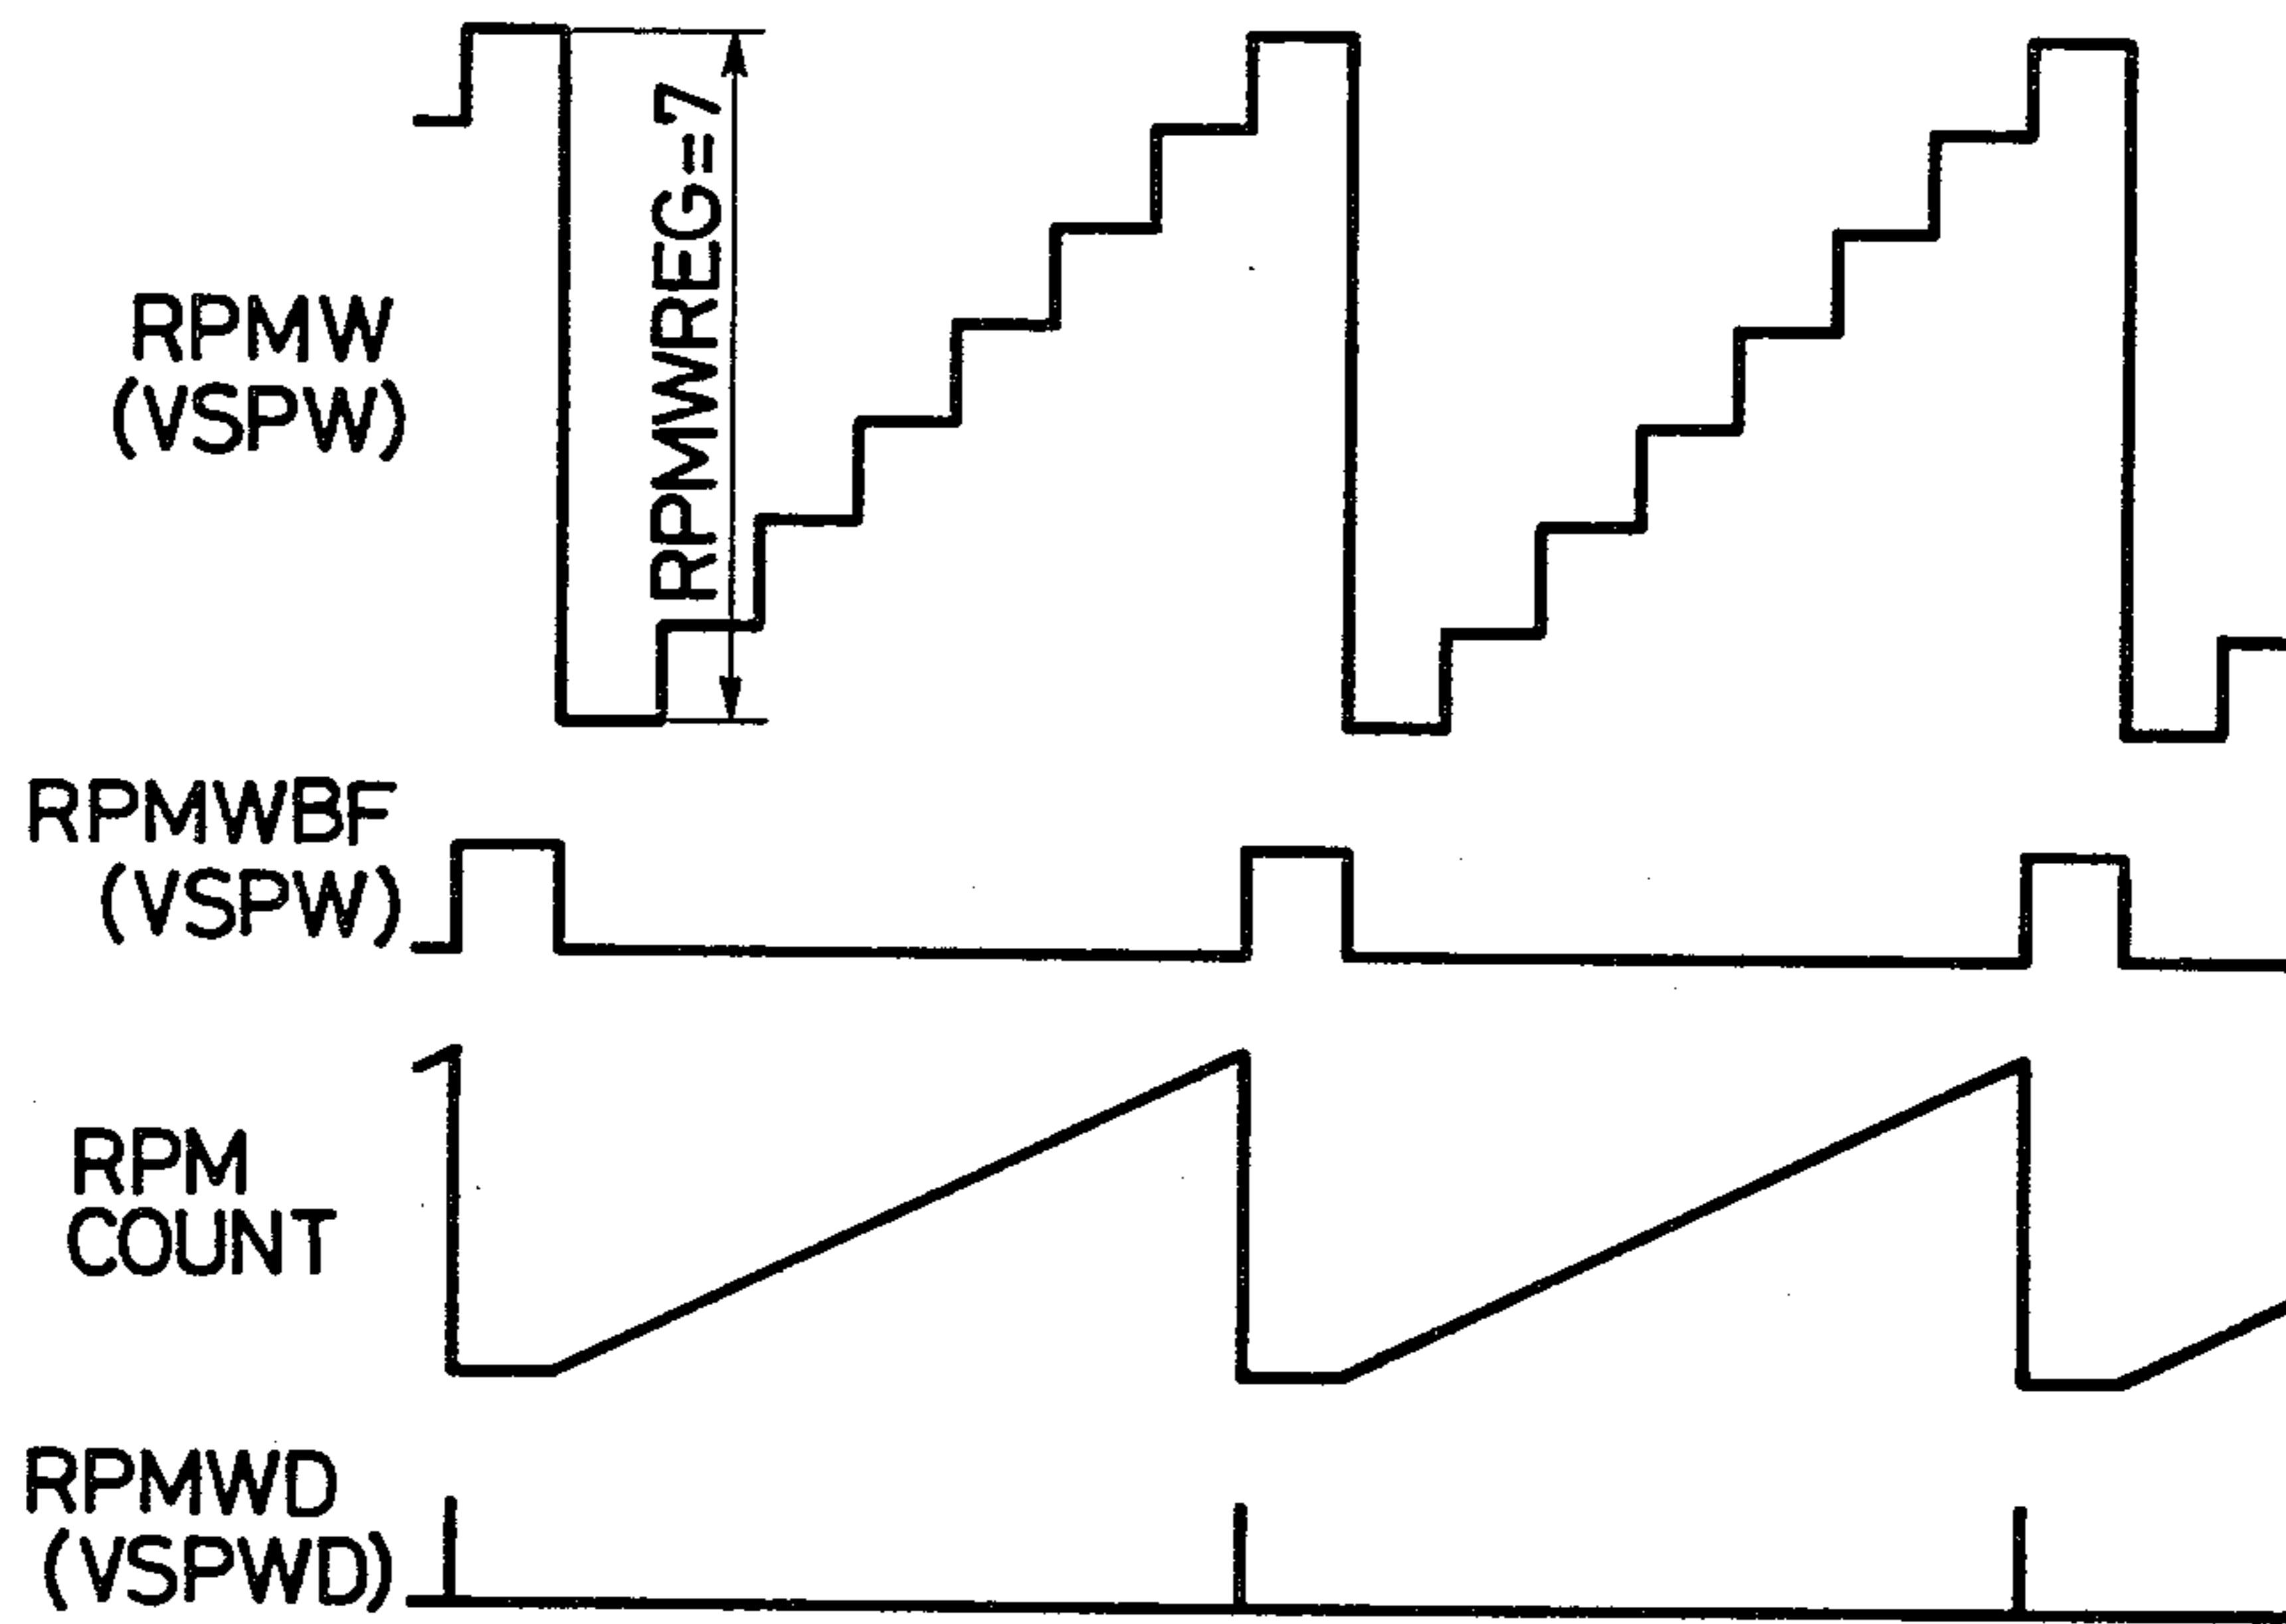 RPMW
(VSPW)
RPMWREG=7
RPMWBF
(VSPW)
RPM
COUNT
RPMWD
(VSPWD)